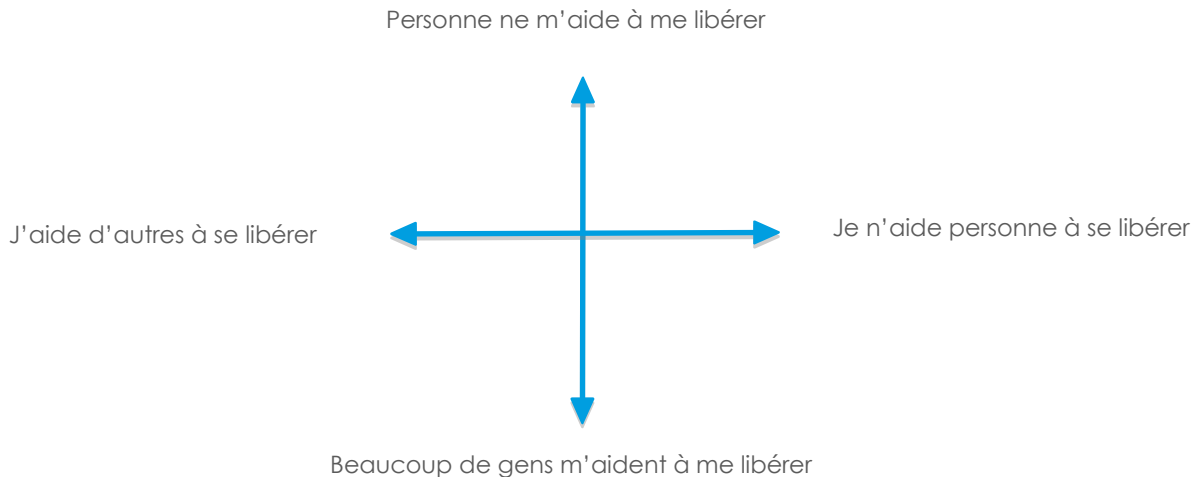 Personne ne m’aide à me libérer
J’aide d’autres à se libérer
Je n’aide personne à se libérer
Beaucoup de gens m’aident à me libérer